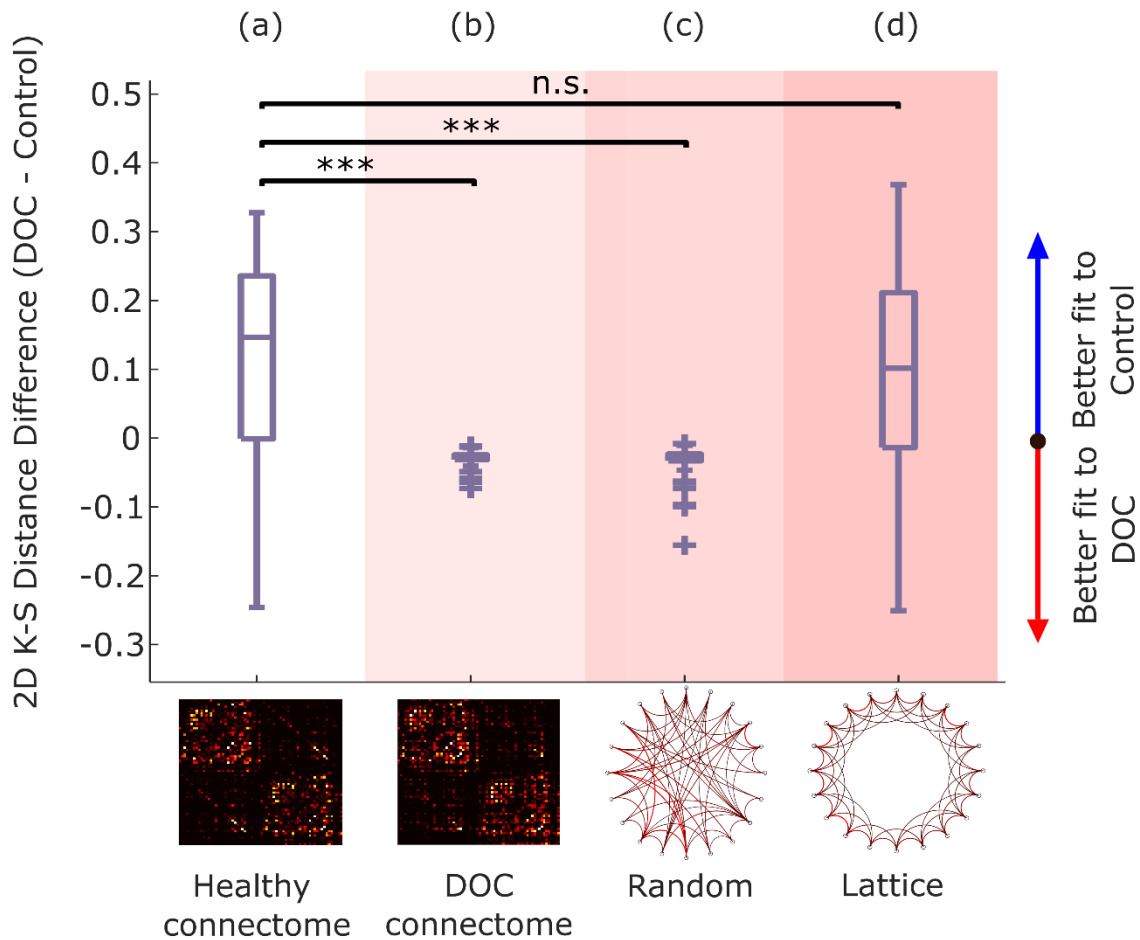 (a)
(b)
(c)
(d)
2D K-S Distance Difference (DOC - Control)
0.5
0.4
0.3
0.2
0.1
0
-0.1
-0.2
-0.3
n.s.
***
***
Better fit to
Control
Better fit to
DOC
Healthy
connectome
DOC
connectome
Random
Lattice